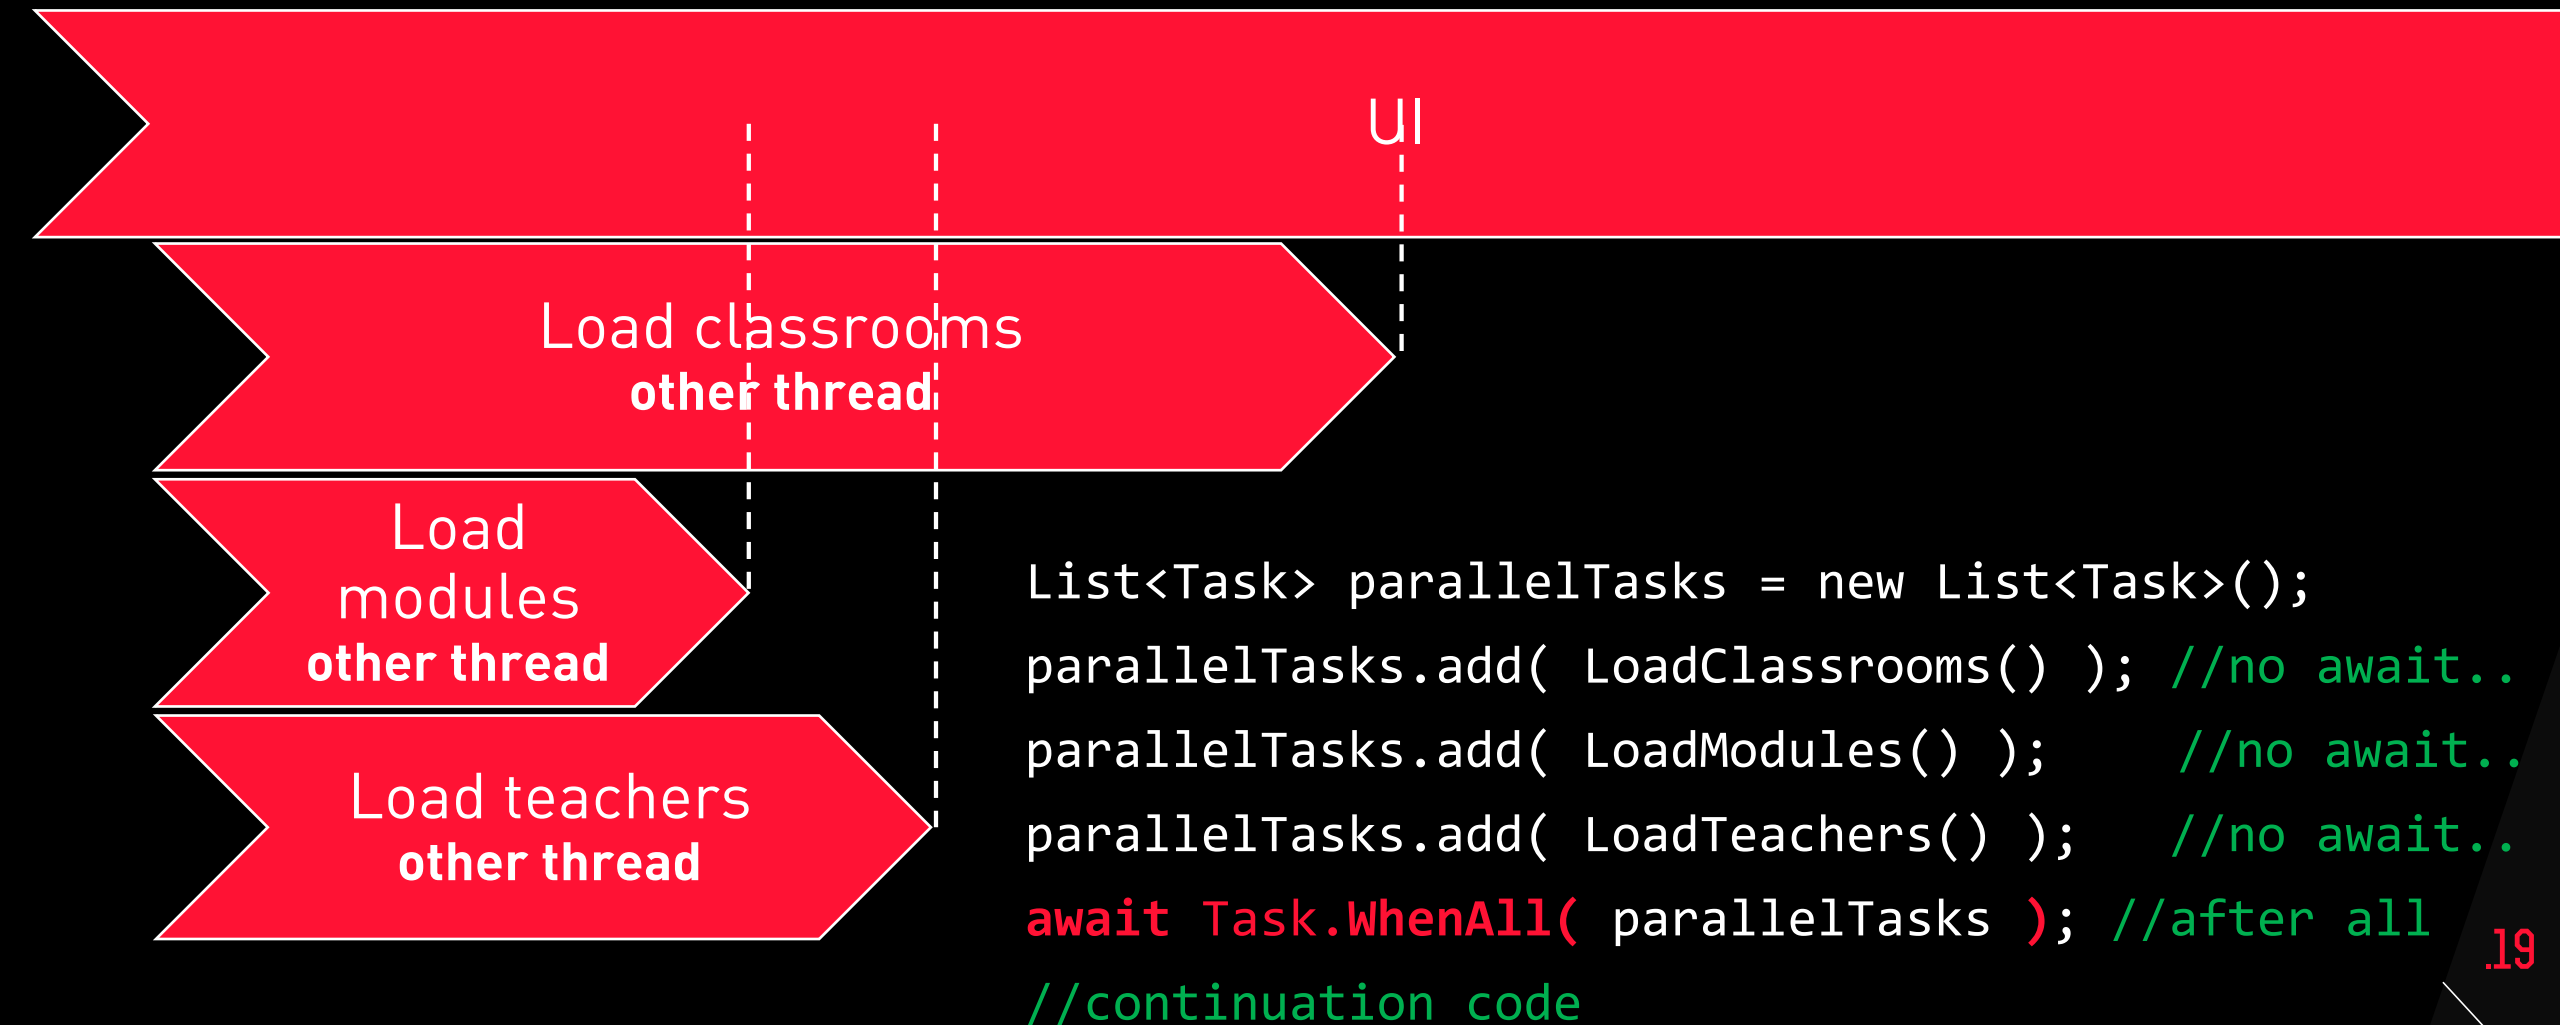 UI
Load classrooms
other thread
Load
modules
other thread
Load teachers
other thread
List<Task> parallelTasks = new List<Task>();
parallelTasks.add( LoadClassrooms() ); //no await..
parallelTasks.add( LoadModules() ); //no await..
parallelTasks.add( LoadTeachers() ); //no await..
await Task.WhenAll( parallelTasks ); //after all
//continuation code
.19